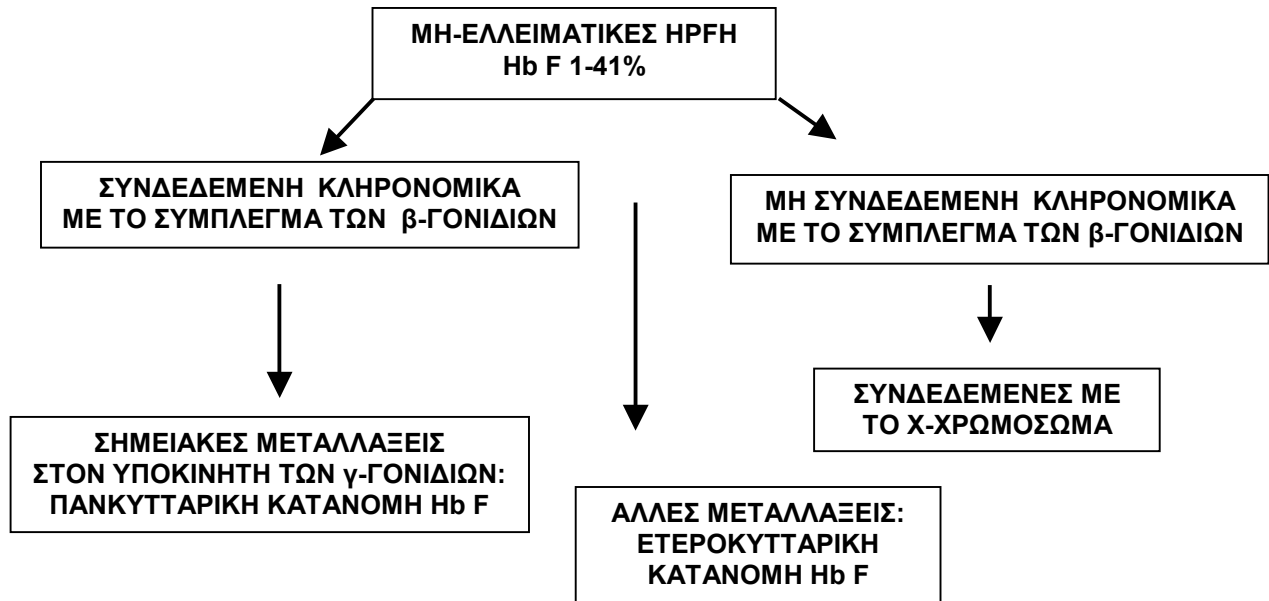 ΜΗ-ΕΛΛΕΙΜΑΤΙΚΕΣ HPFH
Hb F 1-41%
ΣΥΝΔΕΔΕΜΕΝΗ ΚΛΗΡΟΝΟΜΙΚΑ
ΜΕ ΤΟ ΣΥΜΠΛΕΓΜΑ ΤΩΝ β-ΓΟΝΙΔΙΩΝ
ΜΗ ΣΥΝΔΕΔΕΜΕΝΗ ΚΛΗΡΟΝΟΜΙΚΑ
ΜΕ ΤΟ ΣΥΜΠΛΕΓΜΑ ΤΩΝ β-ΓΟΝΙΔΙΩΝ
ΣΗΜΕΙΑΚΕΣ ΜΕΤΑΛΛΑΞΕΙΣ
ΣΤΟΝ ΥΠΟΚΙΝΗΤΗ ΤΩΝ γ-ΓΟΝΙΔΙΩΝ:
ΠΑΝΚΥΤΤΑΡΙΚΗ ΚΑΤΑΝΟΜΗ Hb F
ΑΛΛΕΣ ΜΕΤΑΛΛΑΞΕΙΣ:
ΕΤΕΡΟΚΥΤΤΑΡΙΚΗ
ΚΑΤΑΝΟΜΗ Hb F
ΣΥΝΔΕΔΕΜΕΝΕΣ ΜΕ
ΤΟ Χ-ΧΡΩΜΟΣΩΜΑ